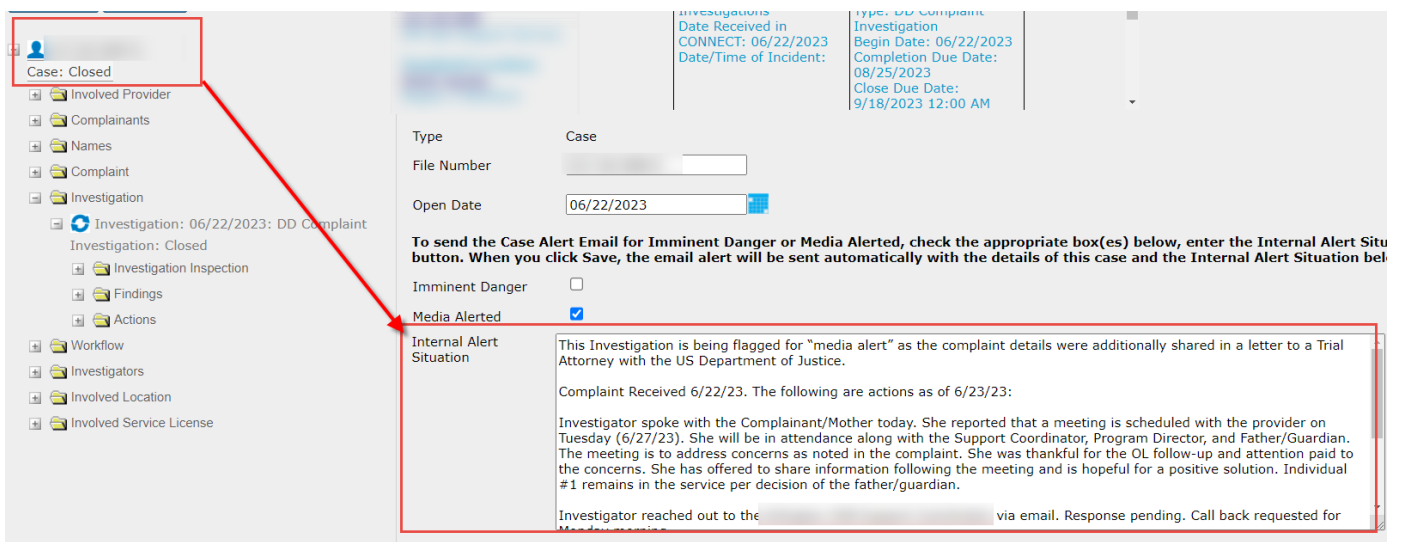 Case: Closed
Involved Provider
Complainants
Names
Complaint
Investigation
Investigation: 06/22/2023: DD Complaint
Investigation: Closed
Investigation Inspection
Findings
Actions
Workflow
Investigators
Involved Location
Involved Service License
Investigations
Date Received in
CONNECT: 06/22/2023
Date/Time of Incident:
Type: DD Complaint
Investigation
Begin Date: 06/22/2023
Completion Due Date:
08/25/2023
Close Due Date:
9/18/2023 12:00 AM
Type Case
File Number
Open Date 06/22/2023
To send the Case Alert Email for Imminent Danger or Media Alerted, check the appropriate box(es) below, enter the Internal Alert Situ
button. When you click Save, the email alert will be sent automatically with the details of this case and the Internal Alert Situation bel
Imminent Danger
Media Alerted
Internal Alert
Situation
This Investigation is being flagged for “media alert” as the complaint details were additionally shared in a letter to a Trial
Attorney with the US Department of Justice.
Complaint Received 6/22/23. The following are actions as of 6/23/23:
Investigator spoke with the Complainant/Mother today. She reported that a meeting is scheduled with the provider on
Tuesday (6/27/23). She will be in attendance along with the Support Coordinator, Program Director, and Father/Guardian.
The meeting is to address concerns as noted in the complaint. She was thankful for the OL follow-up and attention paid to
the concerns. She has offered to share information following the meeting and is hopeful for a positive solution. Individual
#1 remains in the service per decision of the father/guardian.
Investigator reached out to the via email. Response pending. Call back requested for
Monday morning